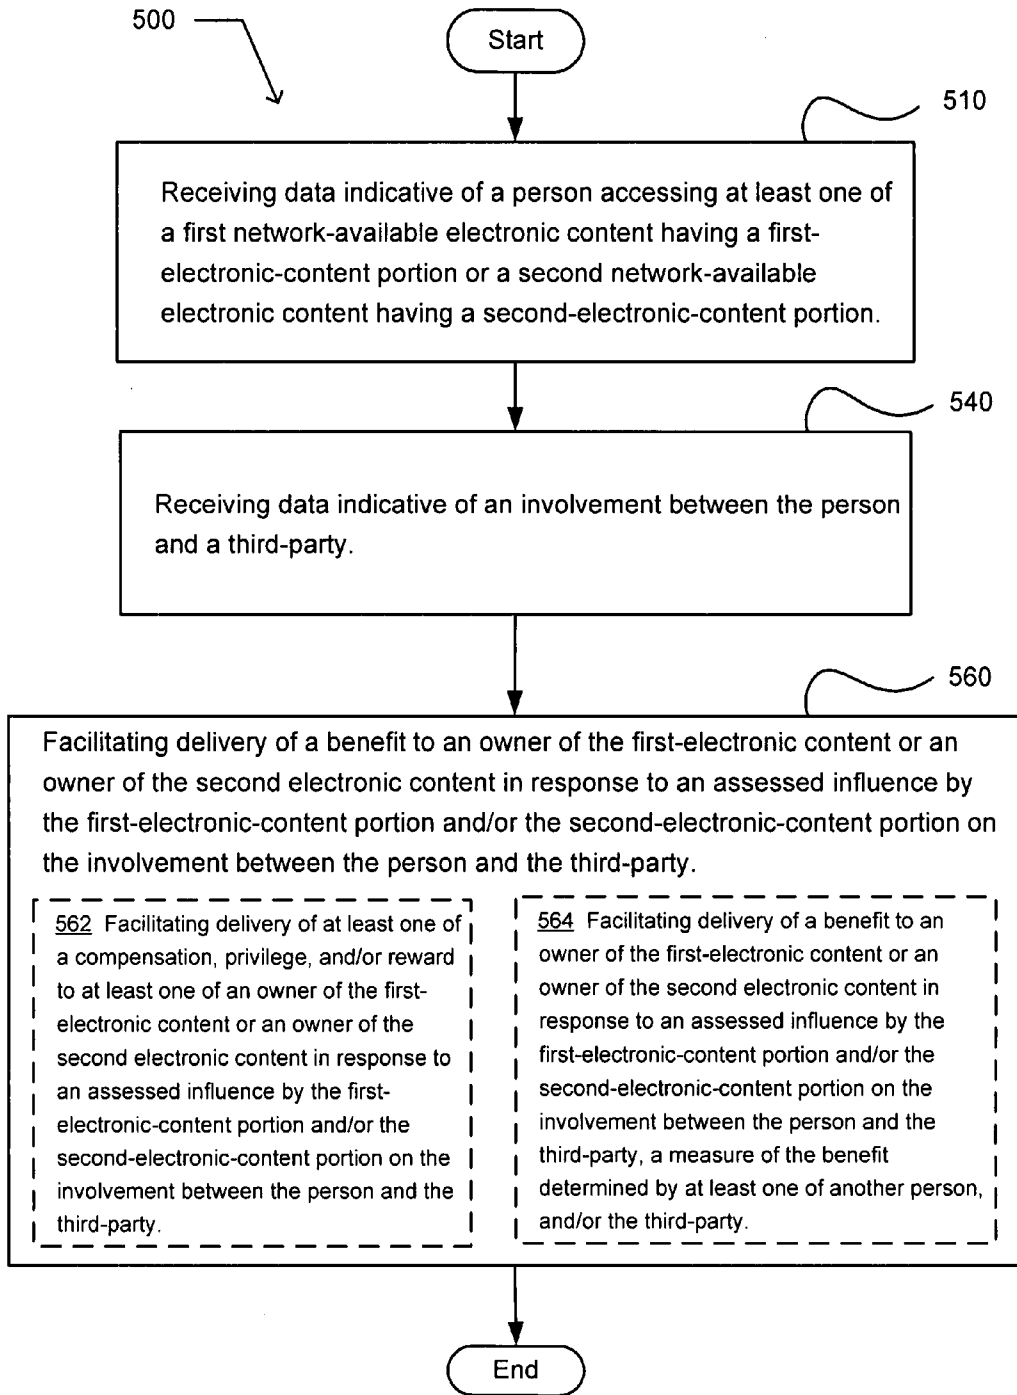 500
Start
510
Receiving data indicative of a person accessing at least one of
a first network-available electronic content having a first-
electronic-content portion or a second network-available
electronic content having a second-electronic-content portion.
540
Receiving data indicative of an involvement between the person
and a third-party.
560
Facilitating delivery of a benefit to an owner of the first-electronic content or an
owner of the second electronic content in response to an assessed influence by
the first-electronic-content portion and/or the second-electronic-content portion on
the involvement between the person and the third-party.
562 Facilitating delivery of at least one of
a compensation, privilege, and/or reward
to at least one of an owner of the first-
electronic content or an owner of the
second electronic content in response to
an assessed influence by the first-
electronic-content portion and/or the
second-electronic-content portion on the
involvement between the person and the
third-party.
564 Facilitating delivery of a benefit to an
owner of the first-electronic content or an
owner of the second electronic content in
response to an assessed influence by the
first-electronic-content portion and/or the
second-electronic-content portion on the
involvement between the person and the
third-party, a measure of the benefit
determined by at least one of another person,
and/or the third-party.
End